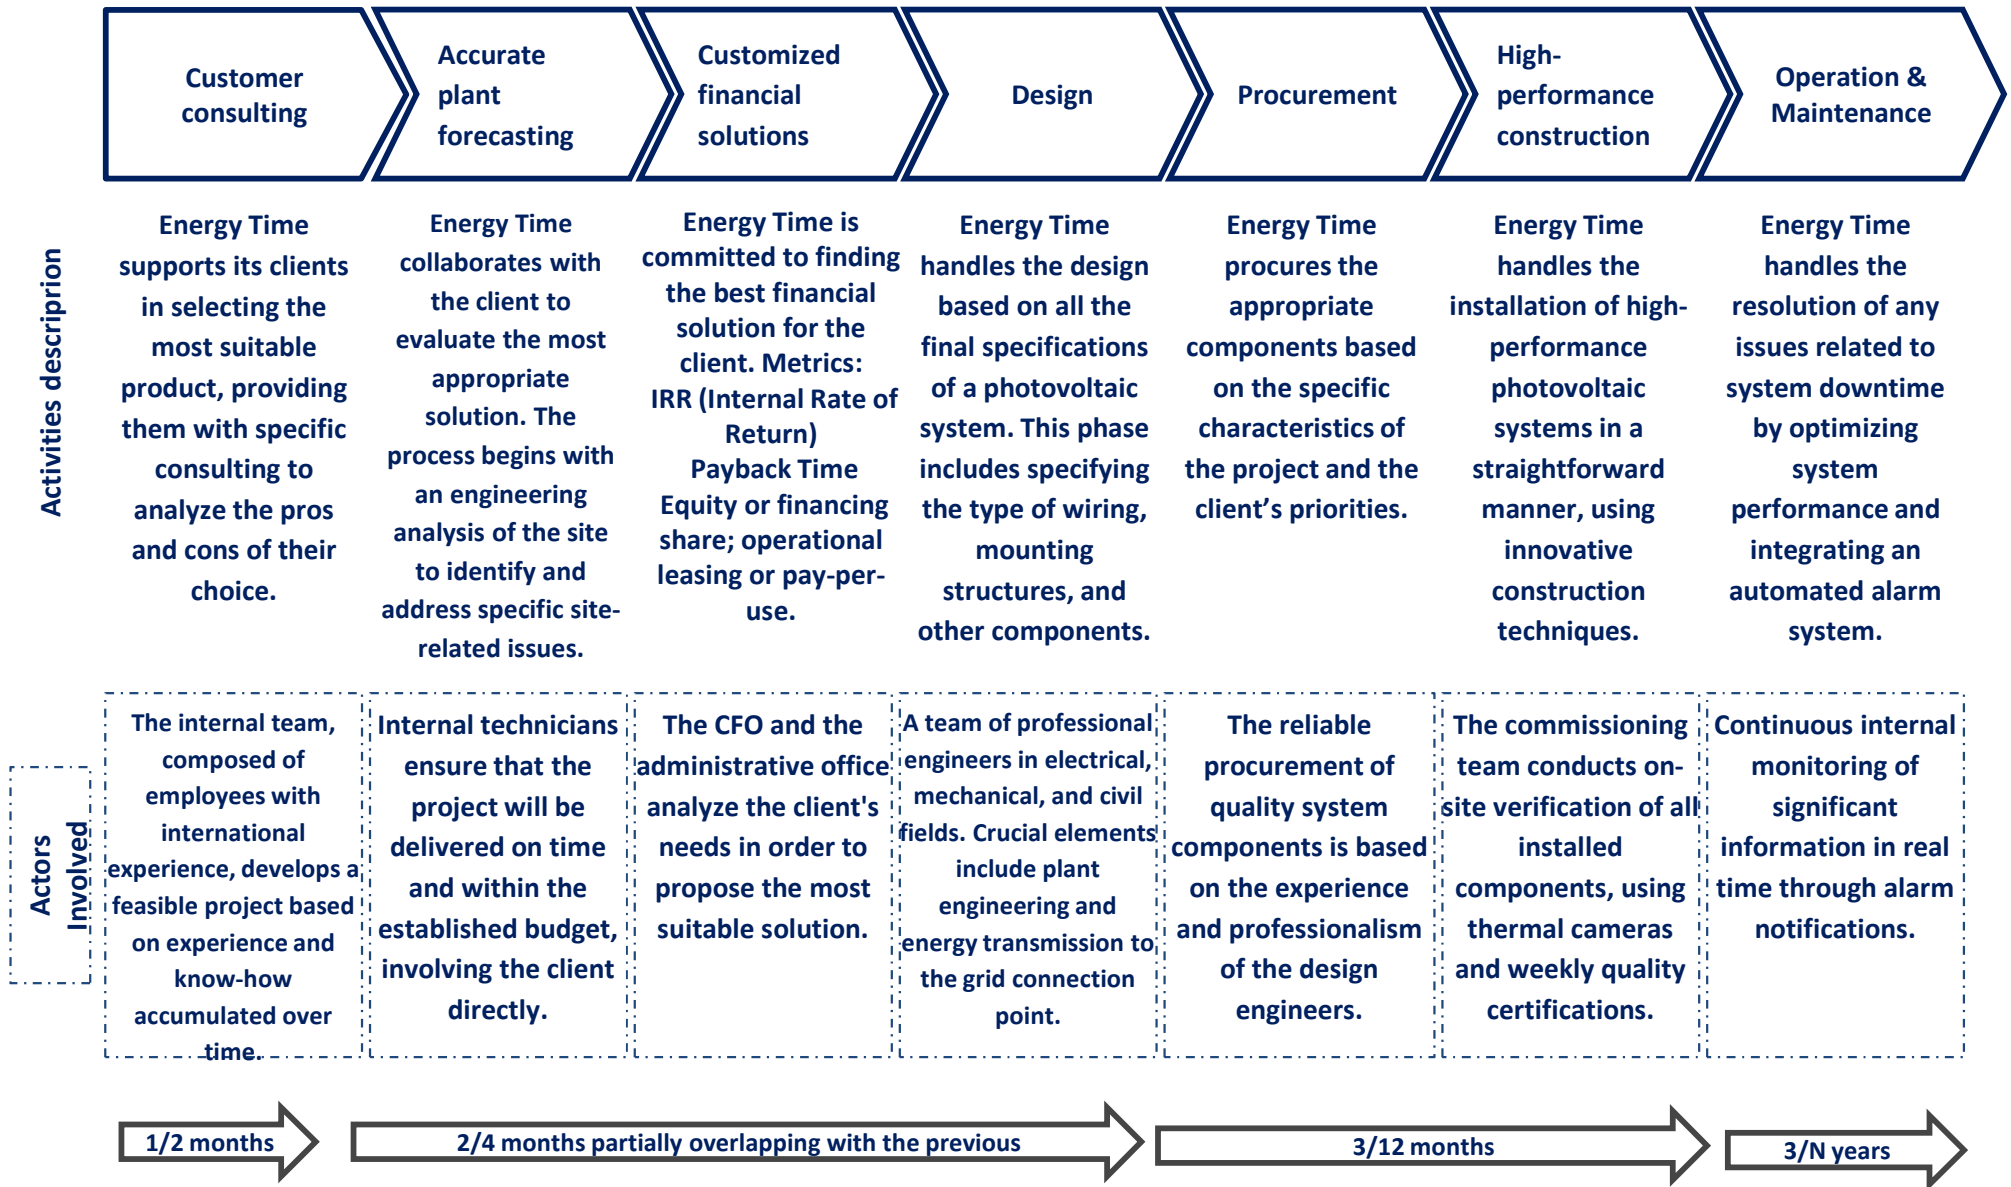 Customer
consulting
Accurate
plant
forecasting
Customized
financial
solutions
Design
Procurement
High-
performance
construction
Operation &
Maintenance
Activities descriprion
Energy Time
supports its clients
in selecting the
most suitable
product, providing
them with specific
consulting to
analyze the pros
and cons of their
choice.
Energy Time
collaborates with
the client to
evaluate the most
appropriate
solution. The
process begins with
an engineering
analysis of the site
to identify and
address specific site-
related issues.
Energy Time is
committed to finding
the best financial
solution for the
client. Metrics:
IRR (Internal Rate of
Return)
Payback Time
Equity or financing
share; operational
leasing or pay-per-
use.
Energy Time
handles the design
based on all the
final specifications
of a photovoltaic
system. This phase
includes specifying
the type of wiring,
mounting
structures, and
other components.
Energy Time
procures the
appropriate
components based
on the specific
characteristics of
the project and the
client’s priorities.
Energy Time
handles the
installation of high-
performance
photovoltaic
systems in a
straightforward
manner, using
innovative
construction
techniques.
Energy Time
handles the
resolution of any
issues related to
system downtime
by optimizing
system
performance and
integrating an
automated alarm
system.
Actors
Involved
The internal team,
composed of
employees with
international
experience, develops a
feasible project based
on experience and
know-how
accumulated over
time.
Internal technicians
ensure that the
project will be
delivered on time
and within the
established budget,
involving the client
directly.
The CFO and the
administrative office
analyze the client's
needs in order to
propose the most
suitable solution.
A team of professional
engineers in electrical,
mechanical, and civil
fields. Crucial elements
include plant
engineering and
energy transmission to
the grid connection
point.
The reliable
procurement of
quality system
components is based
on the experience
and professionalism
of the design
engineers.
The commissioning
team conducts on-
site verification of all
installed
components, using
thermal cameras
and weekly quality
certifications.
Continuous internal
monitoring of
significant
information in real
time through alarm
notifications.
1/2 months
2/4 months partially overlapping with the previous
3/12 months
3/N years